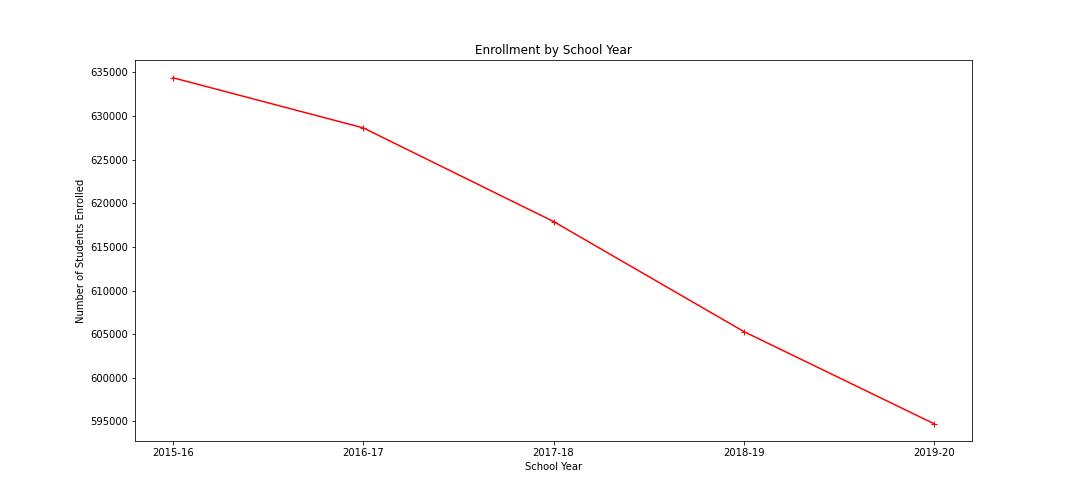 Enrollment by School Year
635000
630000
625000
620000
615000
610000
605000
600000
595000
Number of Students Enrolled
2015-16 2016-17 2017-18 2018-19 2019-20
School Year